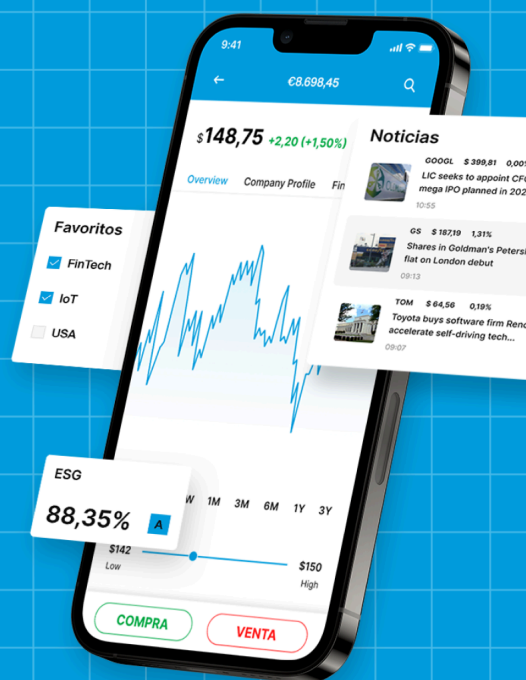 9:41
€8.698,45
$148,75 +2,20 (+1,50%)
Overview Company Profile
Noticias
GOOGL $ 399,81 0,00%
LIC seeks to appoint CFO
mega IPO planned in 202
10:55
GS $ 187,19 1,31%
Shares in Goldman's Petersh
flat on London debut
09:13
TOM $ 64,56 0,19%
Toyota buys software firm Reno
accelerate self-driving tech...
09:07
Favoritos
FinTech
IoT
USA
ESG
88,35% A
W 1M 3M 6M 1Y 3Y
$142
Low
$150
High
COMPRA VENTA